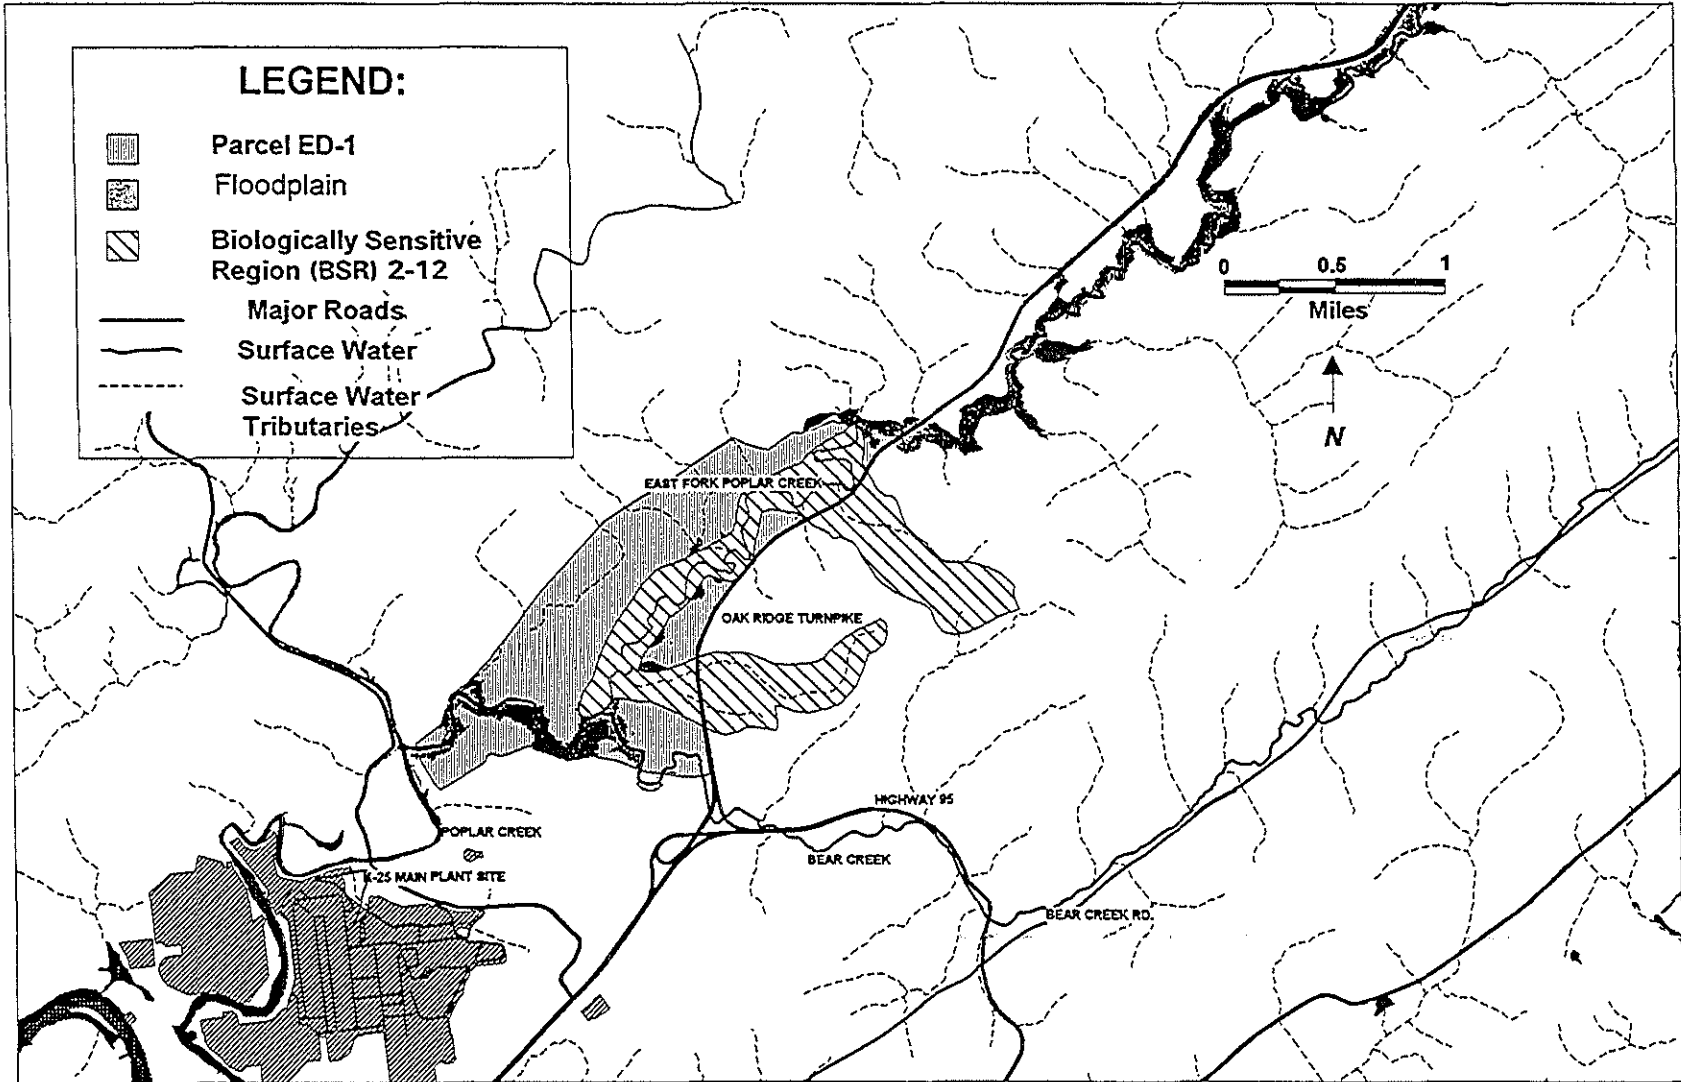 LEGEND:
Parcel ED-1
Floodplain
Biologically Sensitive
Region (BSR) 2-12
Major Roads
Surface Water
Surface Water
Tributaries
0 0.5 1
Miles
N
EAST FORK POPLAR CREEK
OAK RIDGE TURNPIKE
HIGHWAY 95
POPLAR CREEK
BEAR CREEK
K-25 MAIN PLANT SITE
BEAR CREEK RD.